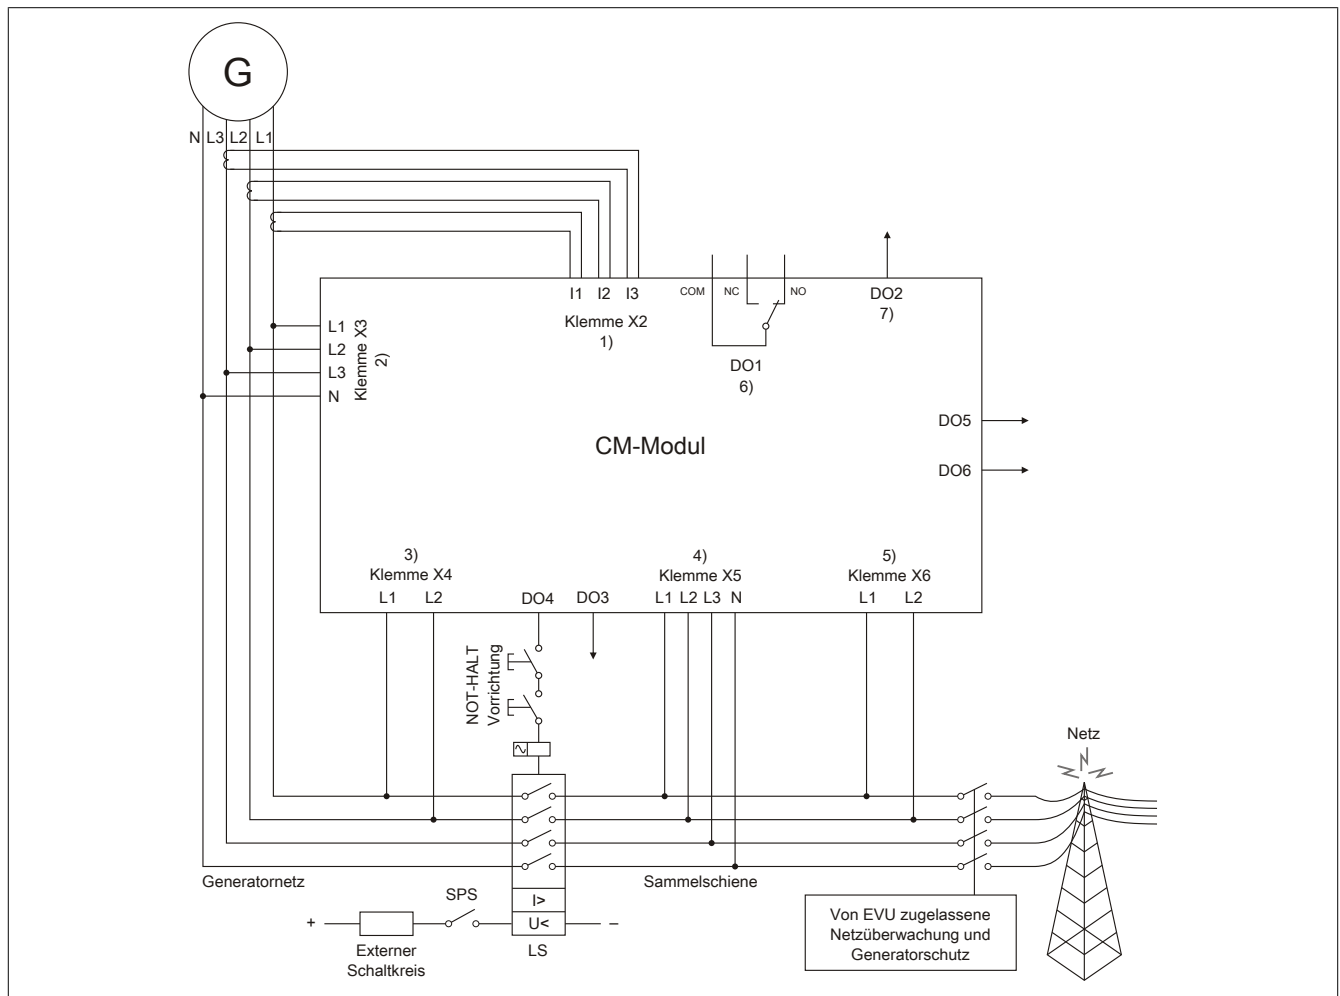 G
N L3 L2 L1
I1 I2 I3
Klemme X2
1)
COM NC NO
DO1
6)
DO2
7)
L1
L2
L3
N
Klemme X3
2)
DO5
DO6
CM-Modul
3)
Klemme X4
L1 L2
DO4 DO3
4)
Klemme X5
L1 L2 L3 N
5)
Klemme X6
L1 L2
NOT-HALT
Vorrichtung
Netz
Generatornetz
Sammelschiene
SPS
I>
U<
+
–
LS
Externer
Schaltkreis
Von EVU zugelassene
Netzüberwachung und
Generatorschutz